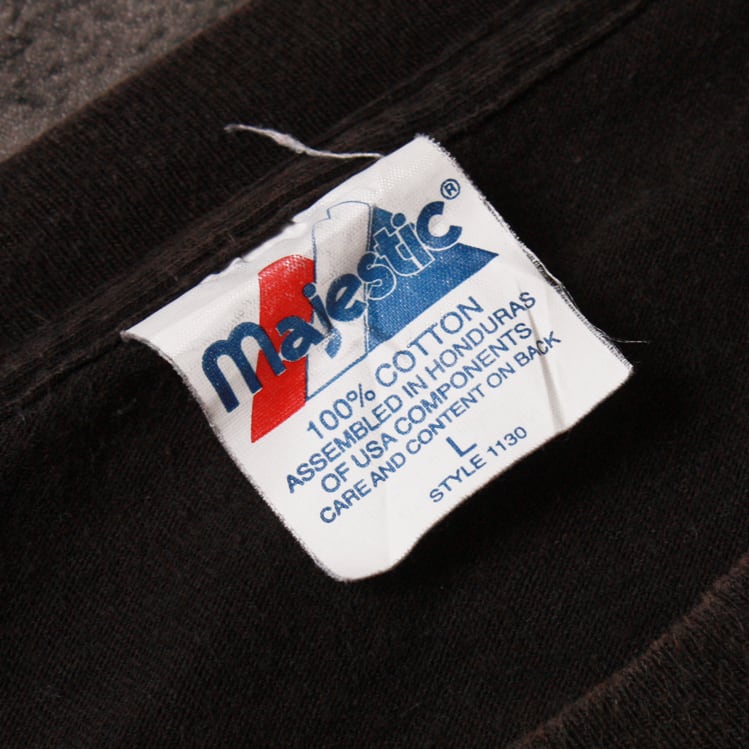 Majestic®
100% COTTON
ASSEMBLED IN HONDURAS
OF USA COMPONENTS
CARE AND CONTENT ON BACK
L
STYLE 1130